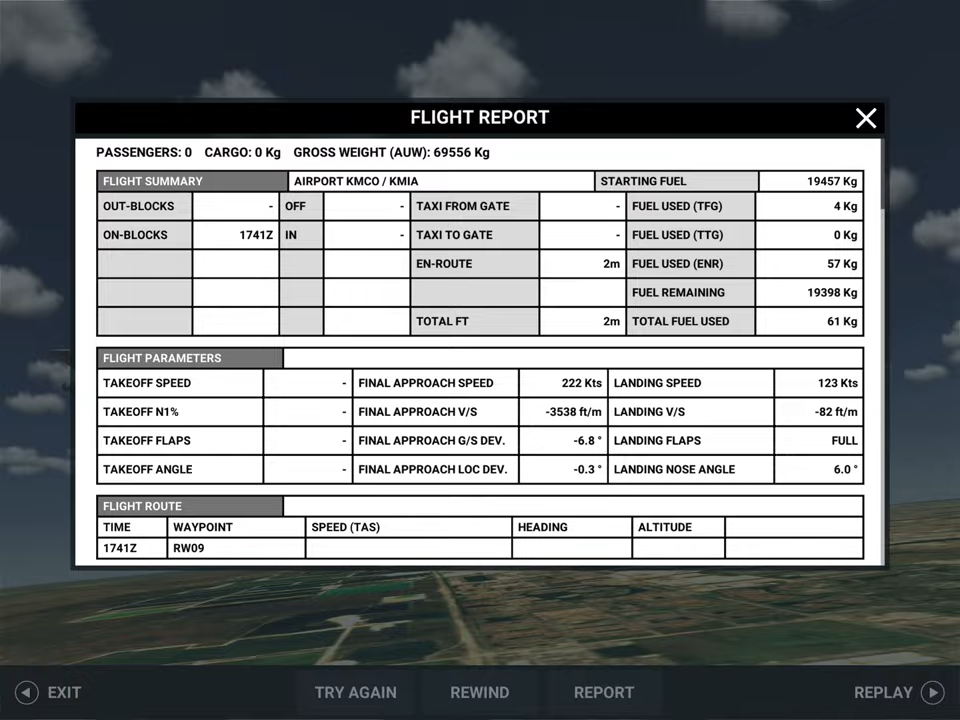 FLIGHT REPORT
PASSENGERS: 0 CARGO: 0 Kg GROSS WEIGHT (AUW): 69556 Kg
FLIGHT SUMMARY AIRPORT KMCO / KMIA STARTING FUEL 19457 Kg
OUT-BLOCKS - OFF - TAXI FROM GATE - FUEL USED (TFG) 4 Kg
ON-BLOCKS 1741Z IN - TAXI TO GATE - FUEL USED (TTG) 0 Kg
EN-ROUTE 2m FUEL USED (ENR) 57 Kg
FUEL REMAINING 19398 Kg
TOTAL FT 2m TOTAL FUEL USED 61 Kg
FLIGHT PARAMETERS
TAKEOFF SPEED - FINAL APPROACH SPEED 222 Kts LANDING SPEED 123 Kts
TAKEOFF N1% - FINAL APPROACH V/S -3538 ft/m LANDING V/S -82 ft/m
TAKEOFF FLAPS - FINAL APPROACH G/S DEV. -6.8 ° LANDING FLAPS FULL
TAKEOFF ANGLE - FINAL APPROACH LOC DEV. -0.3 ° LANDING NOSE ANGLE 6.0 °
FLIGHT ROUTE
TIME WAYPOINT SPEED (TAS) HEADING ALTITUDE
1741Z RW09
EXIT TRY AGAIN REWIND REPORT REPLAY